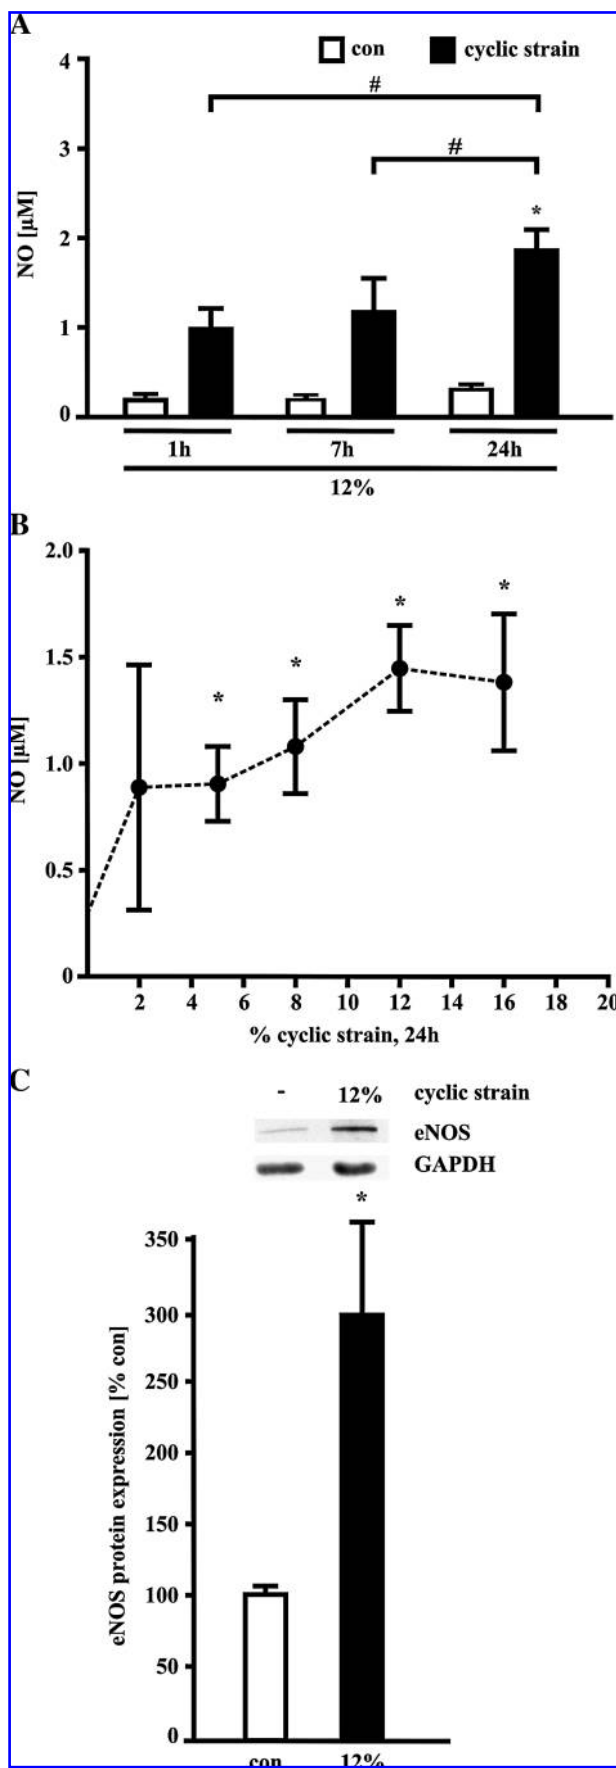 A
con cyclic strain
4
#
3
#
NO [µM]
2
*
1
0
1h 7h 24h
12%
B
2.0
* *
1.5
*
*
NO [µM]
1.0
0.5
0
2 4 6 8 10 12 14 16 18 20
% cyclic strain, 24h
C
- 12% cyclic strain
eNOS
GAPDH
*
350
300
eNOS protein expression [% con]
250
200
150
100
50
0
con 12%